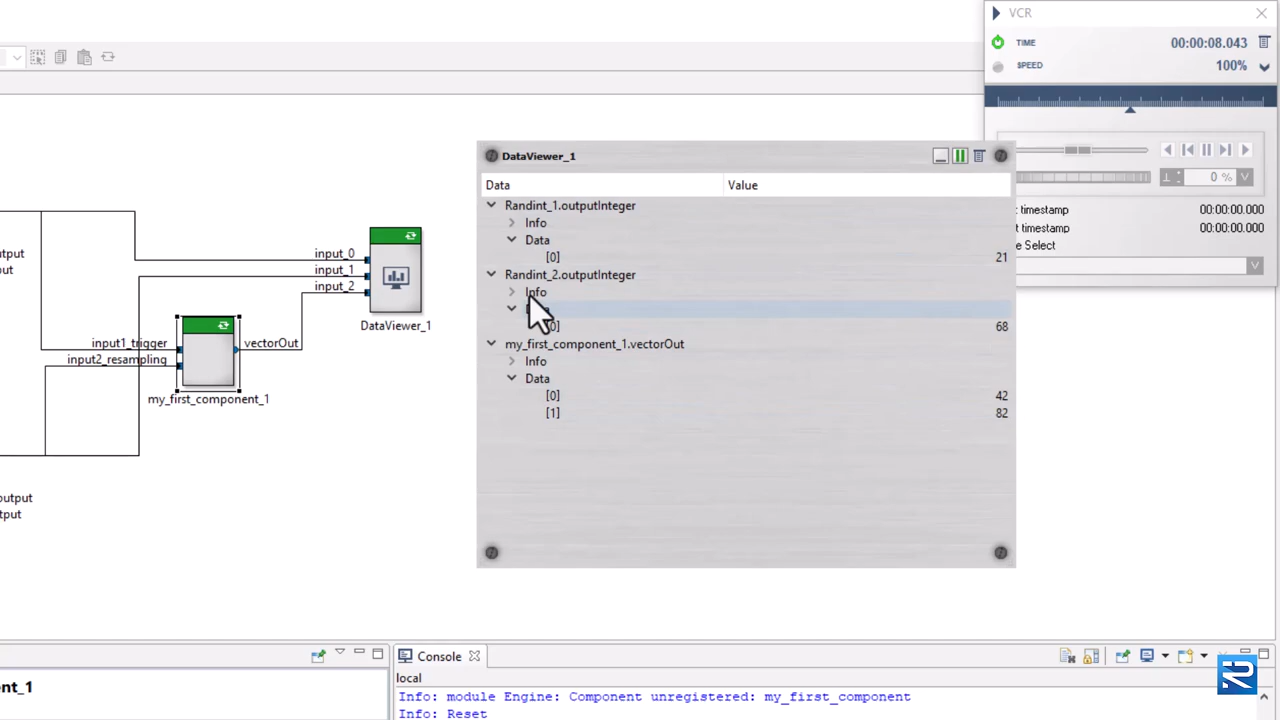 VCR
TIME 00:00:08.043
SPEED 100%
DataViewer_1
Data Value
Randint_1.outputInteger
Info
Data
[0] 21
Randint_2.outputInteger
Info
68
my_first_component_1.vectorOut
Info
Data
[0] 42
[1] 82
0 %
t timestamp 00:00:00.000
t timestamp 00:00:00.000
e Select
tput
put
input_0
input_1
input_2
DataViewer_1
input1_trigger
input2_resampling
vectorOut
my_first_component_1
output
tput
nt_1
Console
local
Info: module Engine: Component unregistered: my_first_component
Info: Reset